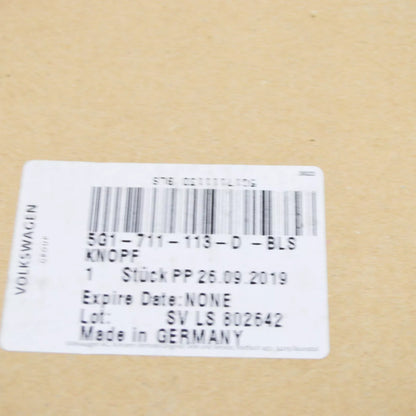 VOLKSWAGEN
GROUP
5G1-711-113-D -BLS
KNOPF
1 Stück PP 26.09.2019
Expire Date:NONE
Lot: SV LS 802642
Made in GERMANY